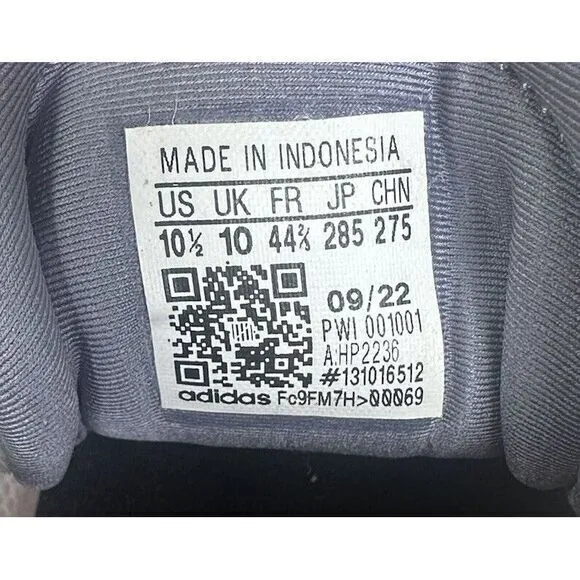 MADE IN INDONESIA
US UK FR JP CHN
10½ 10 44⅔ 285 275
09/22
PWI 001001
A:HP2236
#131016512
adidas Fc9FM7H>00069